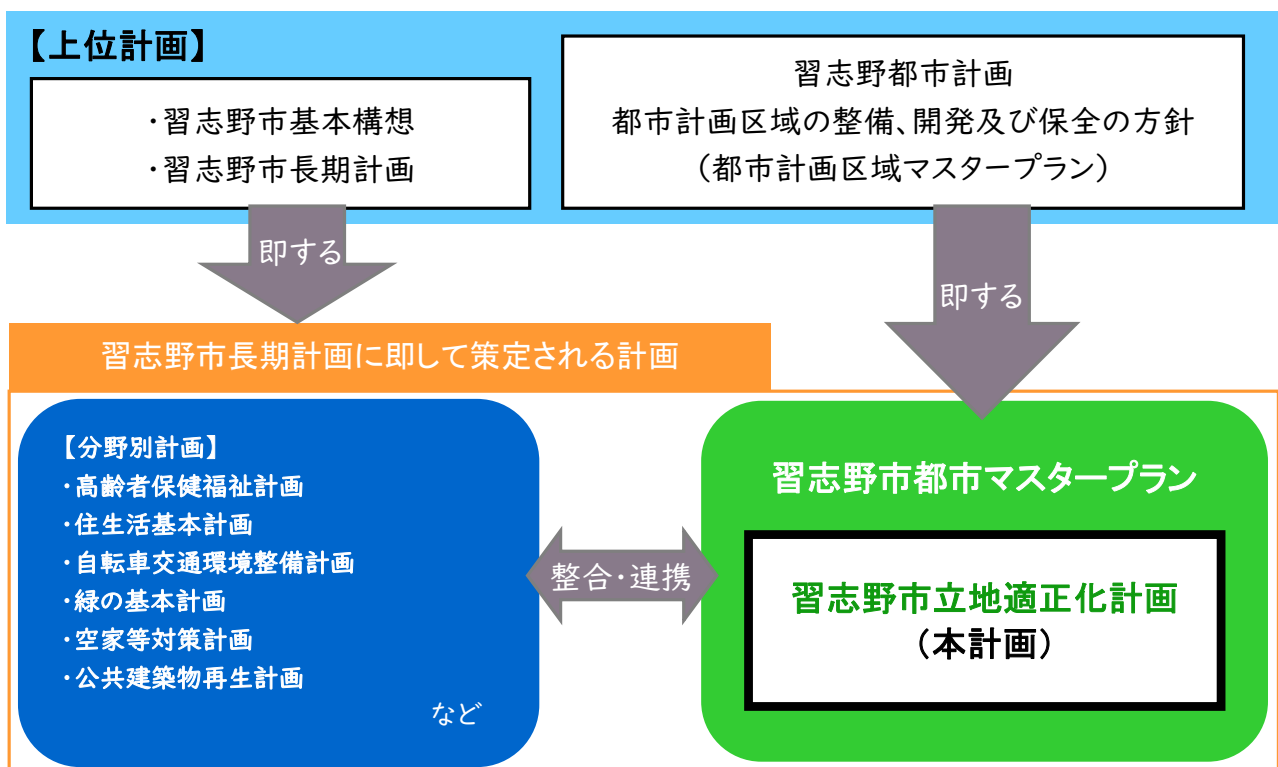 【上位計画】
・習志野市基本構想
・習志野市長期計画
習志野都市計画
都市計画区域の整備、開発及び保全の方針
(都市計画区域マスタープラン)
即する
即する
習志野市長期計画に即して策定される計画
【分野別計画】
・高齢者保健福祉計画
・住生活基本計画
・自転車交通環境整備計画
・緑の基本計画
・空家等対策計画
・公共建築物再生計画
など
整合・連携
習志野市都市マスタープラン
習志野市立地適正化計画
(本計画)